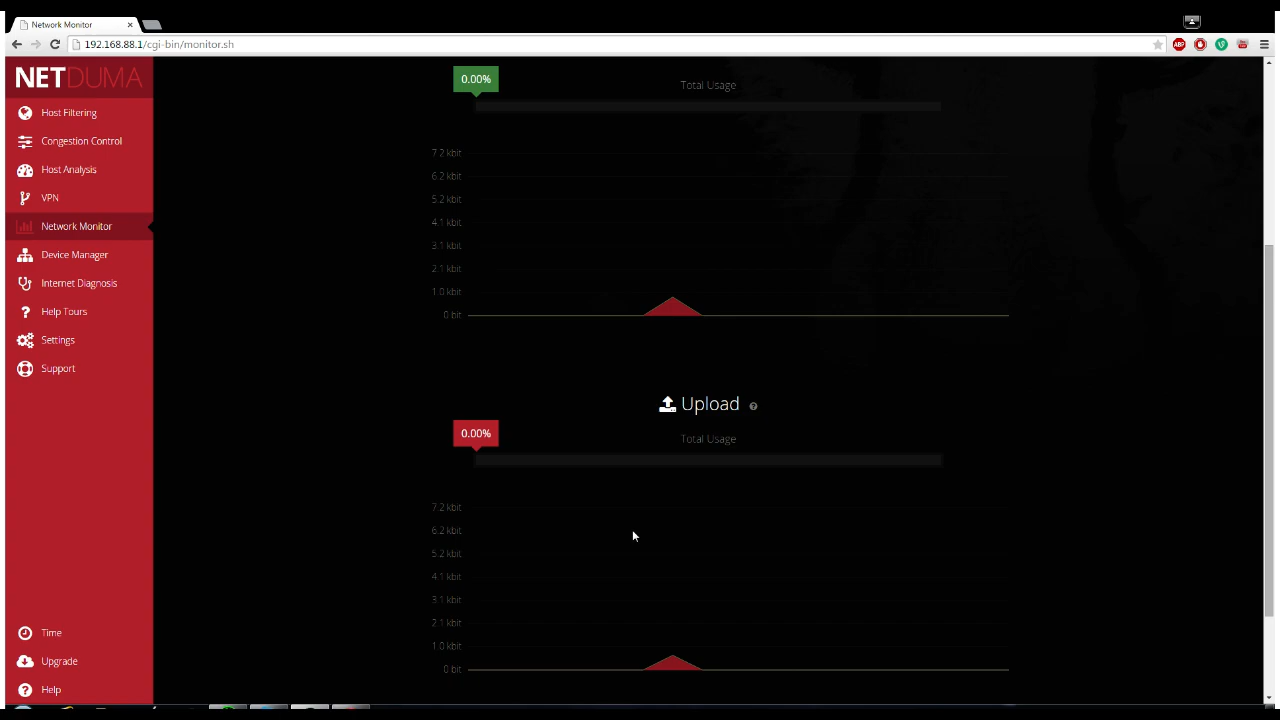 Network Monitor
192.168.88.1/cgi-bin/monitor.sh
ABP
NETDUMA
Host Filtering
Congestion Control
Host Analysis
VPN
Network Monitor
Device Manager
Internet Diagnosis
Help Tours
Settings
Support
Time
Upgrade
Help
0.00%
Total Usage
7.2 kbit
6.2 kbit
5.2 kbit
4.1 kbit
3.1 kbit
2.1 kbit
1.0 kbit
0 bit
Upload
0.00%
Total Usage
7.2 kbit
6.2 kbit
5.2 kbit
4.1 kbit
3.1 kbit
2.1 kbit
1.0 kbit
0 bit